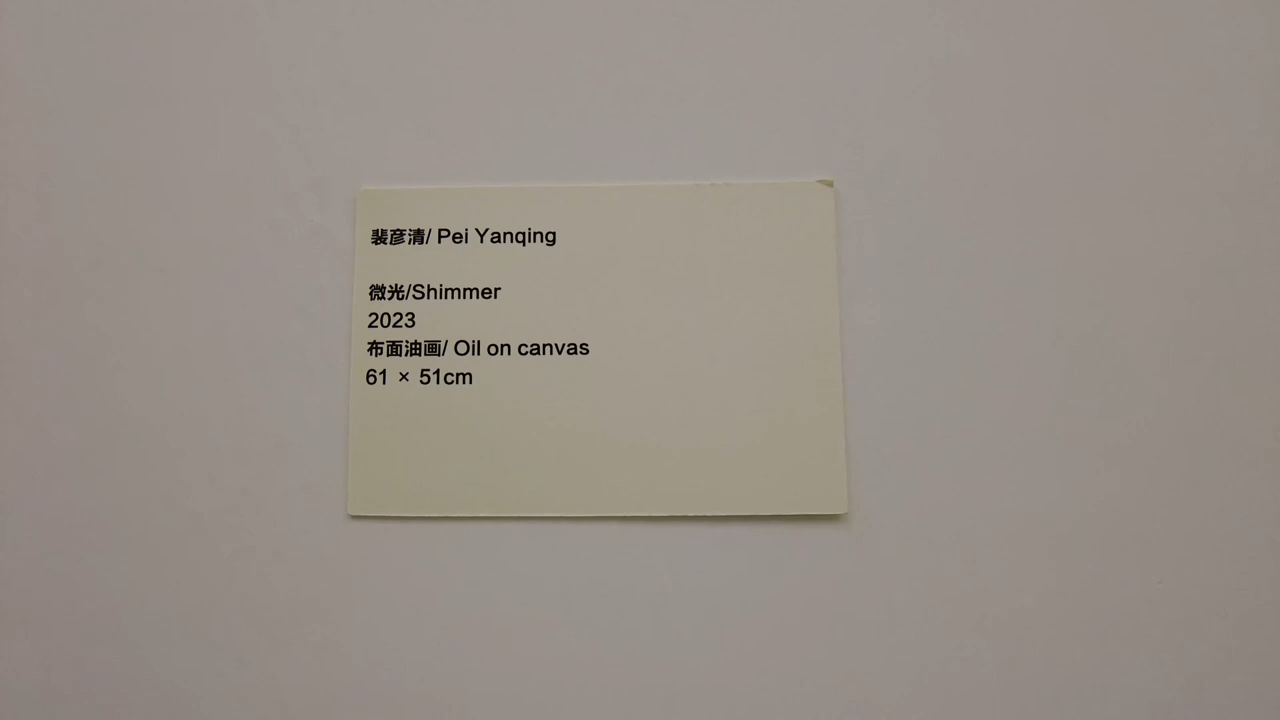 裴彦清/ Pei Yanqing
微光/Shimmer
2023
布面油画/ Oil on canvas
61 × 51cm